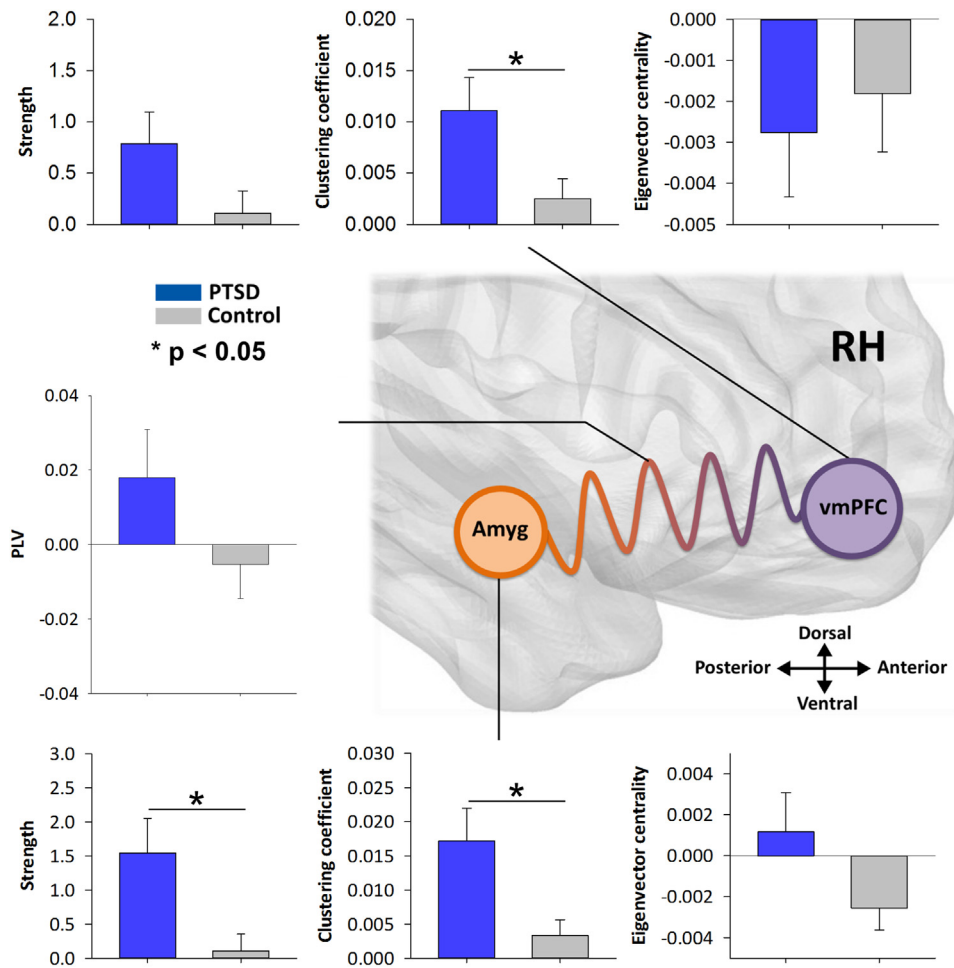 Strength
2.0
1.5
1.0
0.5
0.0
Clustering coefficient
0.020
0.015
0.010
0.005
0.000
*
Eigenvector centrality
0.000
-0.001
-0.002
-0.003
-0.004
-0.005
PTSD
Control
* p < 0.05
RH
PLV
0.04
0.02
0.00
-0.02
-0.04
Amyg
vmPFC
Dorsal
Posterior
Anterior
Ventral
Strength
3.0
2.5
2.0
1.5
1.0
0.5
0.0
*
Clustering coefficient
0.030
0.025
0.020
0.015
0.010
0.005
0.000
*
Eigenvector centrality
0.004
0.002
0.000
-0.002
-0.004